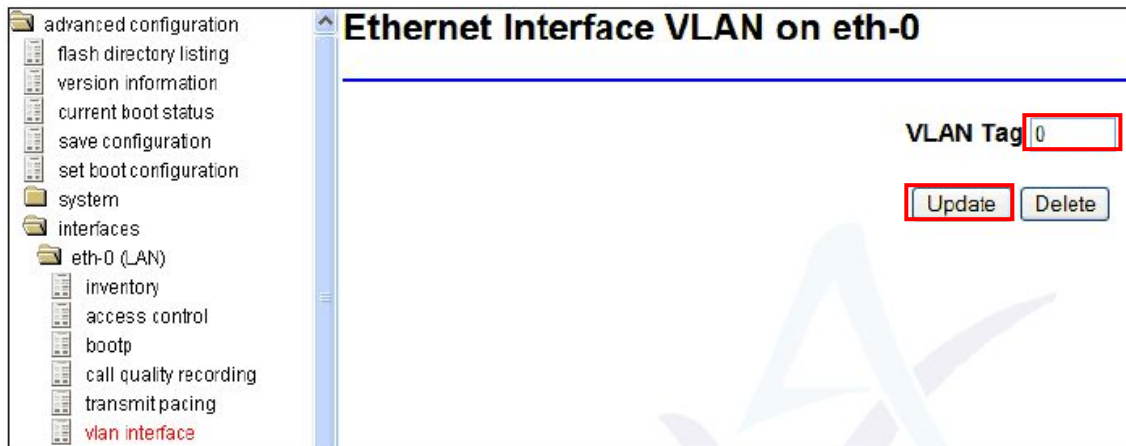 advanced configuration
flash directory listing
version information
current boot status
save configuration
set boot configuration
system
interfaces
eth-0 (LAN)
inventory
access control
bootp
call quality recording
transmit pacing
vlan interface
Ethernet Interface VLAN on eth-0
VLAN Tag 0
Update Delete